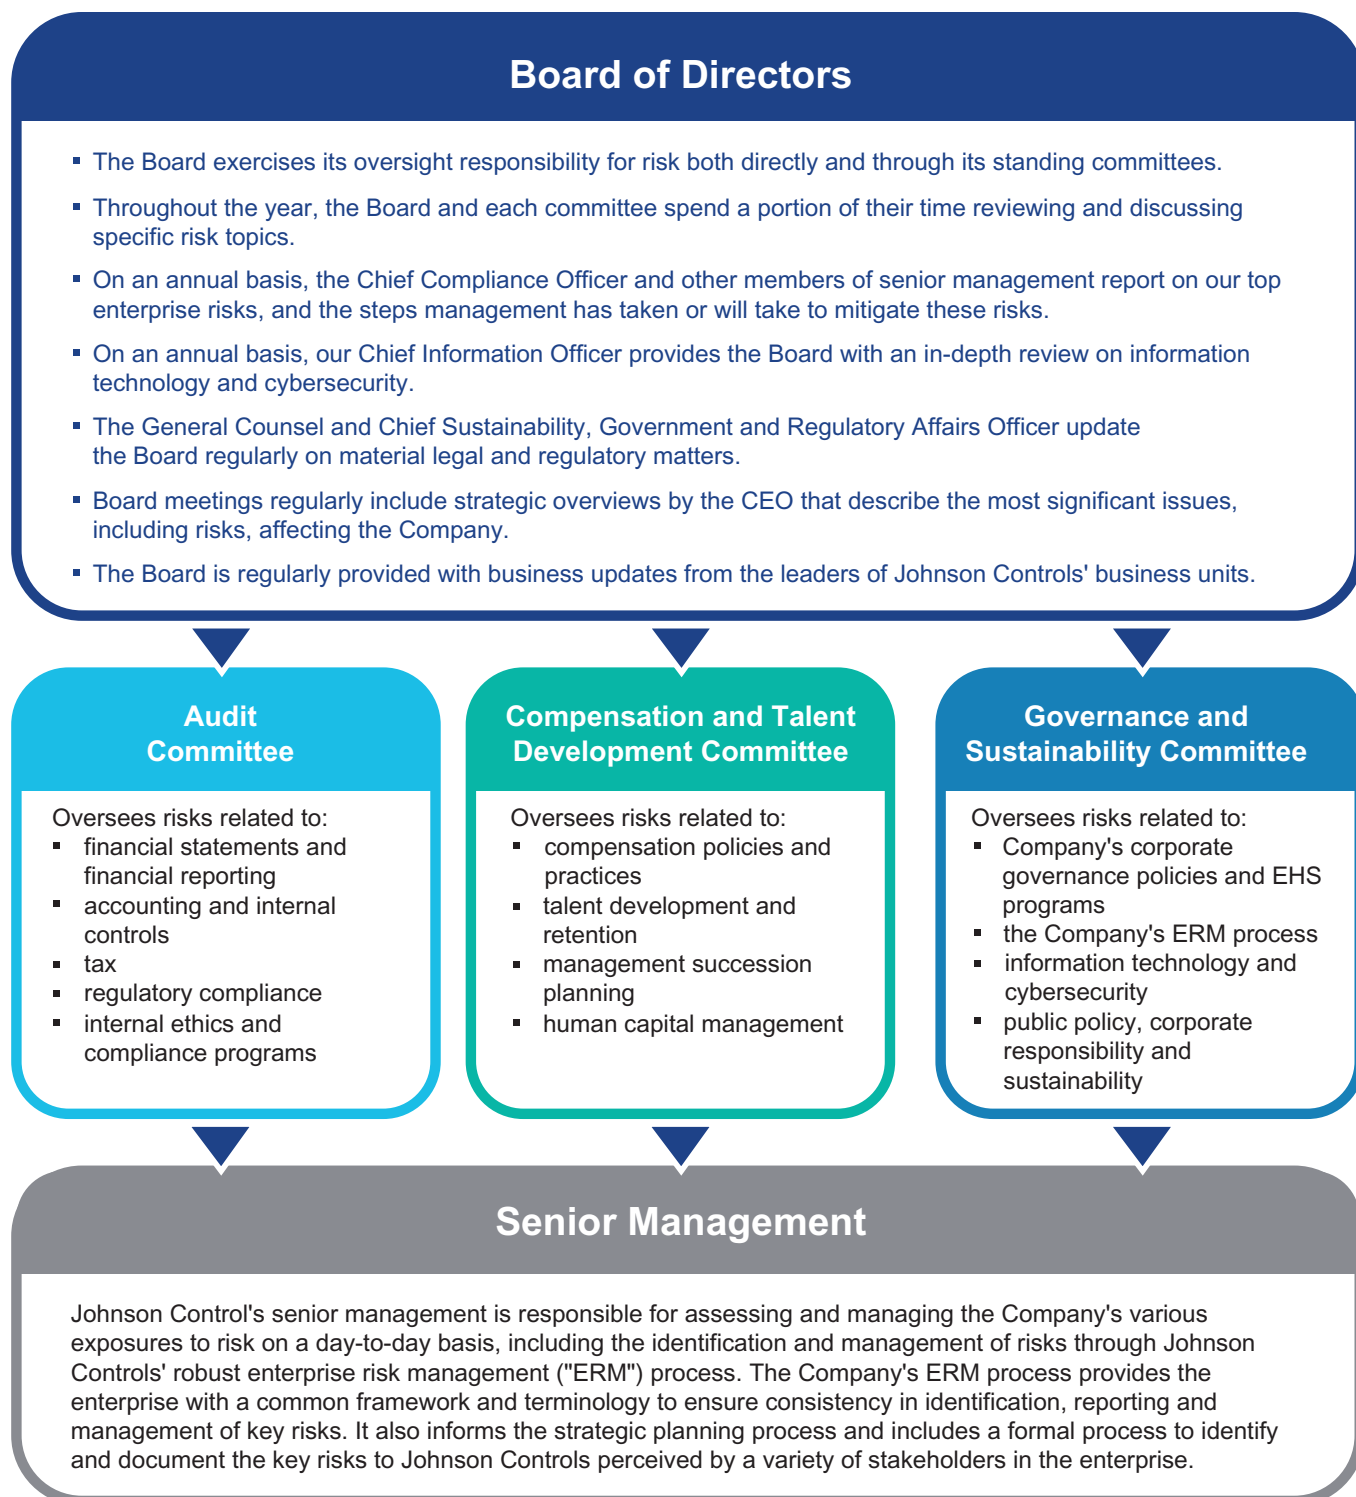 Board of Directors
▪ The Board exercises its oversight responsibility for risk both directly and through its standing committees.
▪ Throughout the year, the Board and each committee spend a portion of their time reviewing and discussing
specific risk topics.
▪ On an annual basis, the Chief Compliance Officer and other members of senior management report on our top
enterprise risks, and the steps management has taken or will take to mitigate these risks.
▪ On an annual basis, our Chief Information Officer provides the Board with an in-depth review on information
technology and cybersecurity.
▪ The General Counsel and Chief Sustainability, Government and Regulatory Affairs Officer update
the Board regularly on material legal and regulatory matters.
▪ Board meetings regularly include strategic overviews by the CEO that describe the most significant issues,
including risks, affecting the Company.
▪ The Board is regularly provided with business updates from the leaders of Johnson Controls' business units.
Audit
Committee
Oversees risks related to:
▪ financial statements and
financial reporting
▪ accounting and internal
controls
▪ tax
▪ regulatory compliance
▪ internal ethics and
compliance programs
Compensation and Talent
Development Committee
Oversees risks related to:
▪ compensation policies and
practices
▪ talent development and
retention
▪ management succession
planning
▪ human capital management
Governance and
Sustainability Committee
Oversees risks related to:
▪ Company's corporate
governance policies and EHS
programs
▪ the Company's ERM process
▪ information technology and
cybersecurity
▪ public policy, corporate
responsibility and
sustainability
Senior Management
Johnson Control's senior management is responsible for assessing and managing the Company's various
exposures to risk on a day-to-day basis, including the identification and management of risks through Johnson
Controls' robust enterprise risk management ("ERM") process. The Company's ERM process provides the
enterprise with a common framework and terminology to ensure consistency in identification, reporting and
management of key risks. It also informs the strategic planning process and includes a formal process to identify
and document the key risks to Johnson Controls perceived by a variety of stakeholders in the enterprise.